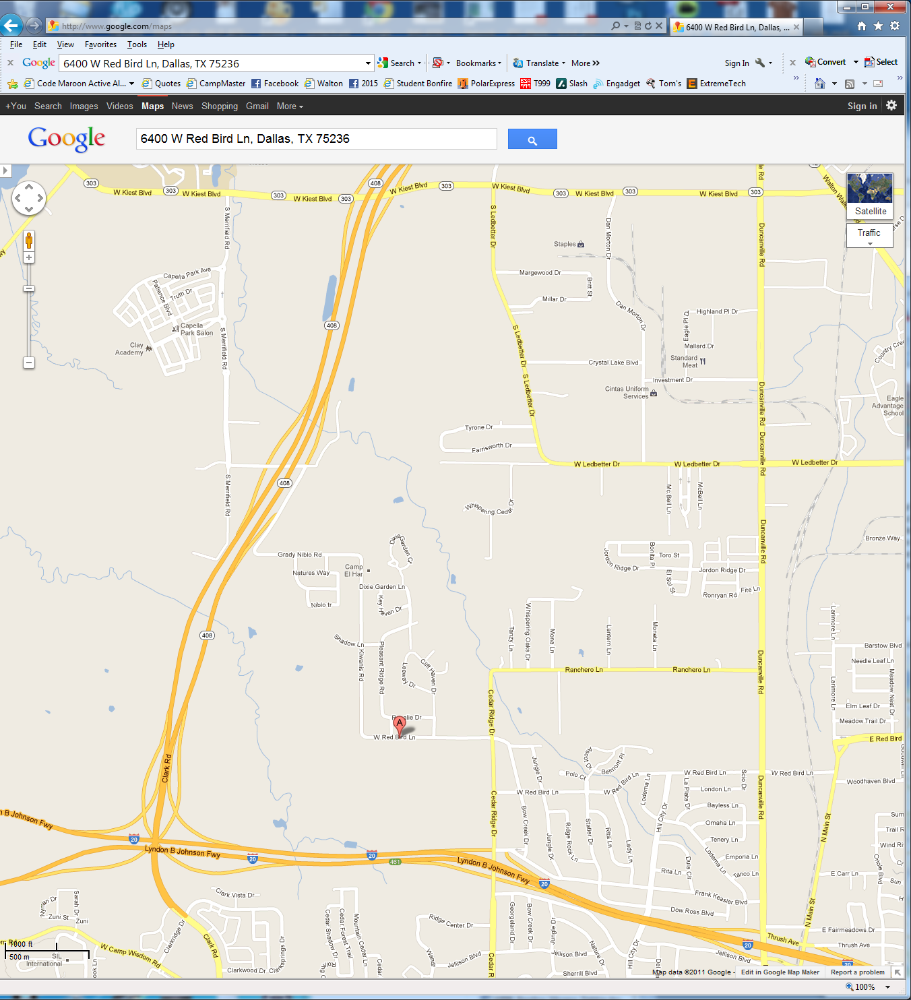 http://www.google.com/maps
6400 W Red Bird Ln, Dallas, TX ...
File Edit View Favorites Tools Help
Google 6400 W Red Bird Ln, Dallas, TX 75236 Search Bookmarks Translate More >> Sign In Convert Select
Code Maroon Active Al... Quotes CampMaster Facebook Walton 2015 Student Bonfire PolarExpress T999 Slash Engadget Tom's ExtremeTech
+You Search Images Videos Maps News Shopping Gmail More Sign in
Google 6400 W Red Bird Ln, Dallas, TX 75236
Satellite
Traffic
303 W Kiest Blvd 303 W Kiest Blvd 303 W Kiest Blvd 303 408 W Kiest Blvd 303 W Kiest Blvd 303 W Kiest Blvd 303 W Kiest Blvd 303
S Merrifield Rd
S Ledbetter Dr
Dan Morton Dr
Duncanville Rd
Staples
Capella Park Ave
Patience Blvd
Truth Dr
Margewood Dr
Britt St
Millar Dr
Dan Morton Dr
Highland Pl Dr
Eagle Pl Dr
Mallard Dr
Capella
Park Salon
Clay
Academy
408
S Merrifield Rd
S Ledbetter Dr
Crystal Lake Blvd
Standard
Meat
Investment Dr
Cintas Uniform
Services
S Ledbetter Dr
Duncanville Rd
Country Creek
Eagle
Advantage
School
Tyrone Dr
Farnsworth Dr
Duncanville Rd
W Ledbetter Dr W Ledbetter Dr W Ledbetter Dr
S Merrifield Rd
408
Mc Bell Ln
McBell Ln
Whispering Cedar Dr
Duncanville Rd
Bronze Way
Grady Niblo Rd
Natures Way
Niblo tr
Camp
El Har
Dixie Garden Cr
Dixie Garden Ln
Jordon Ridge Dr
Bonita Pl
Toro St
El Sol St
Jordon Ridge Dr
Ronryan Rd
Fite Ln
408
Shadow Ln
Kiwanis Rd
Pleasant Ridge Rd
Leeway Dr
Cliff Haven Dr
Tanzy Ln
Whispering Oaks Dr
Mona Ln
Lantern Ln
Moneta Ln
Larimore Ln
Barstow Blvd
Needle Leaf Ln
Ranchero Ln Ranchero Ln
Duncanville Rd
Larimore Ln
Meadow Nest Dr
Elm Leaf Dr
Meadow Trail Dr
Cedar Ridge Dr
A
W Red Bird Ln
E Red Bird
Clark Rd
Jungle Dr
Ascot Dr
Belmont Pl
Polo Ct
W Red Bird Ln
W Red Bird Ln
W Red Bird Ln
W Red Bird Ln
Lodema Ln
La Plata Dr
London Ln
Scio Dr
Duncanville Rd
Woodhaven Blvd
Bayless Ln
Hill City Dr
Omaha Ln
Tenery Ln
Cedar Ridge Dr
Bow Creek Dr
Jungle Dr
Ridge Rock Ln
Statler Dr
Rita Ln
Lady Ln
Lodema Ln
Emporia Ln
Dula Cir
Tanco Ln
Rita Ln
N Main St
Sum
Trail R
Wind Ri
Oriole Blvd
E Carr Ln
Sun
n B Johnson Fwy
20
Lyndon B Johnson Fwy
20
20
461
Lyndon B Johnson Fwy
20
Frank Keasler Blvd
Dow Ross Blvd
N Main St
Clark Vista Dr
Sarah Dr
Zuni St
Zuni
Clarkridge Dr
Clark Rd
W Camp Wisdom Rd
Clarkwood Dr
Cedar Shadow Dr
Cedar Forest Trail
Mountain Cedar Ln
Ridge Center Dr
Jellison Blvd
Georgeland Dr
Bow Creek Dr
Jungle Dr
Jellison Blvd
Nature Dr
Hill City Dr
Sherrill Blvd
Jellison Blvd
Thrush Ave
E Fairmeadows Dr
Thrush Ave
20
20
Cedar R
1000 ft
500 m
SIL
International
Map data ©2011 Google - Edit in Google Map Maker Report a problem
100%